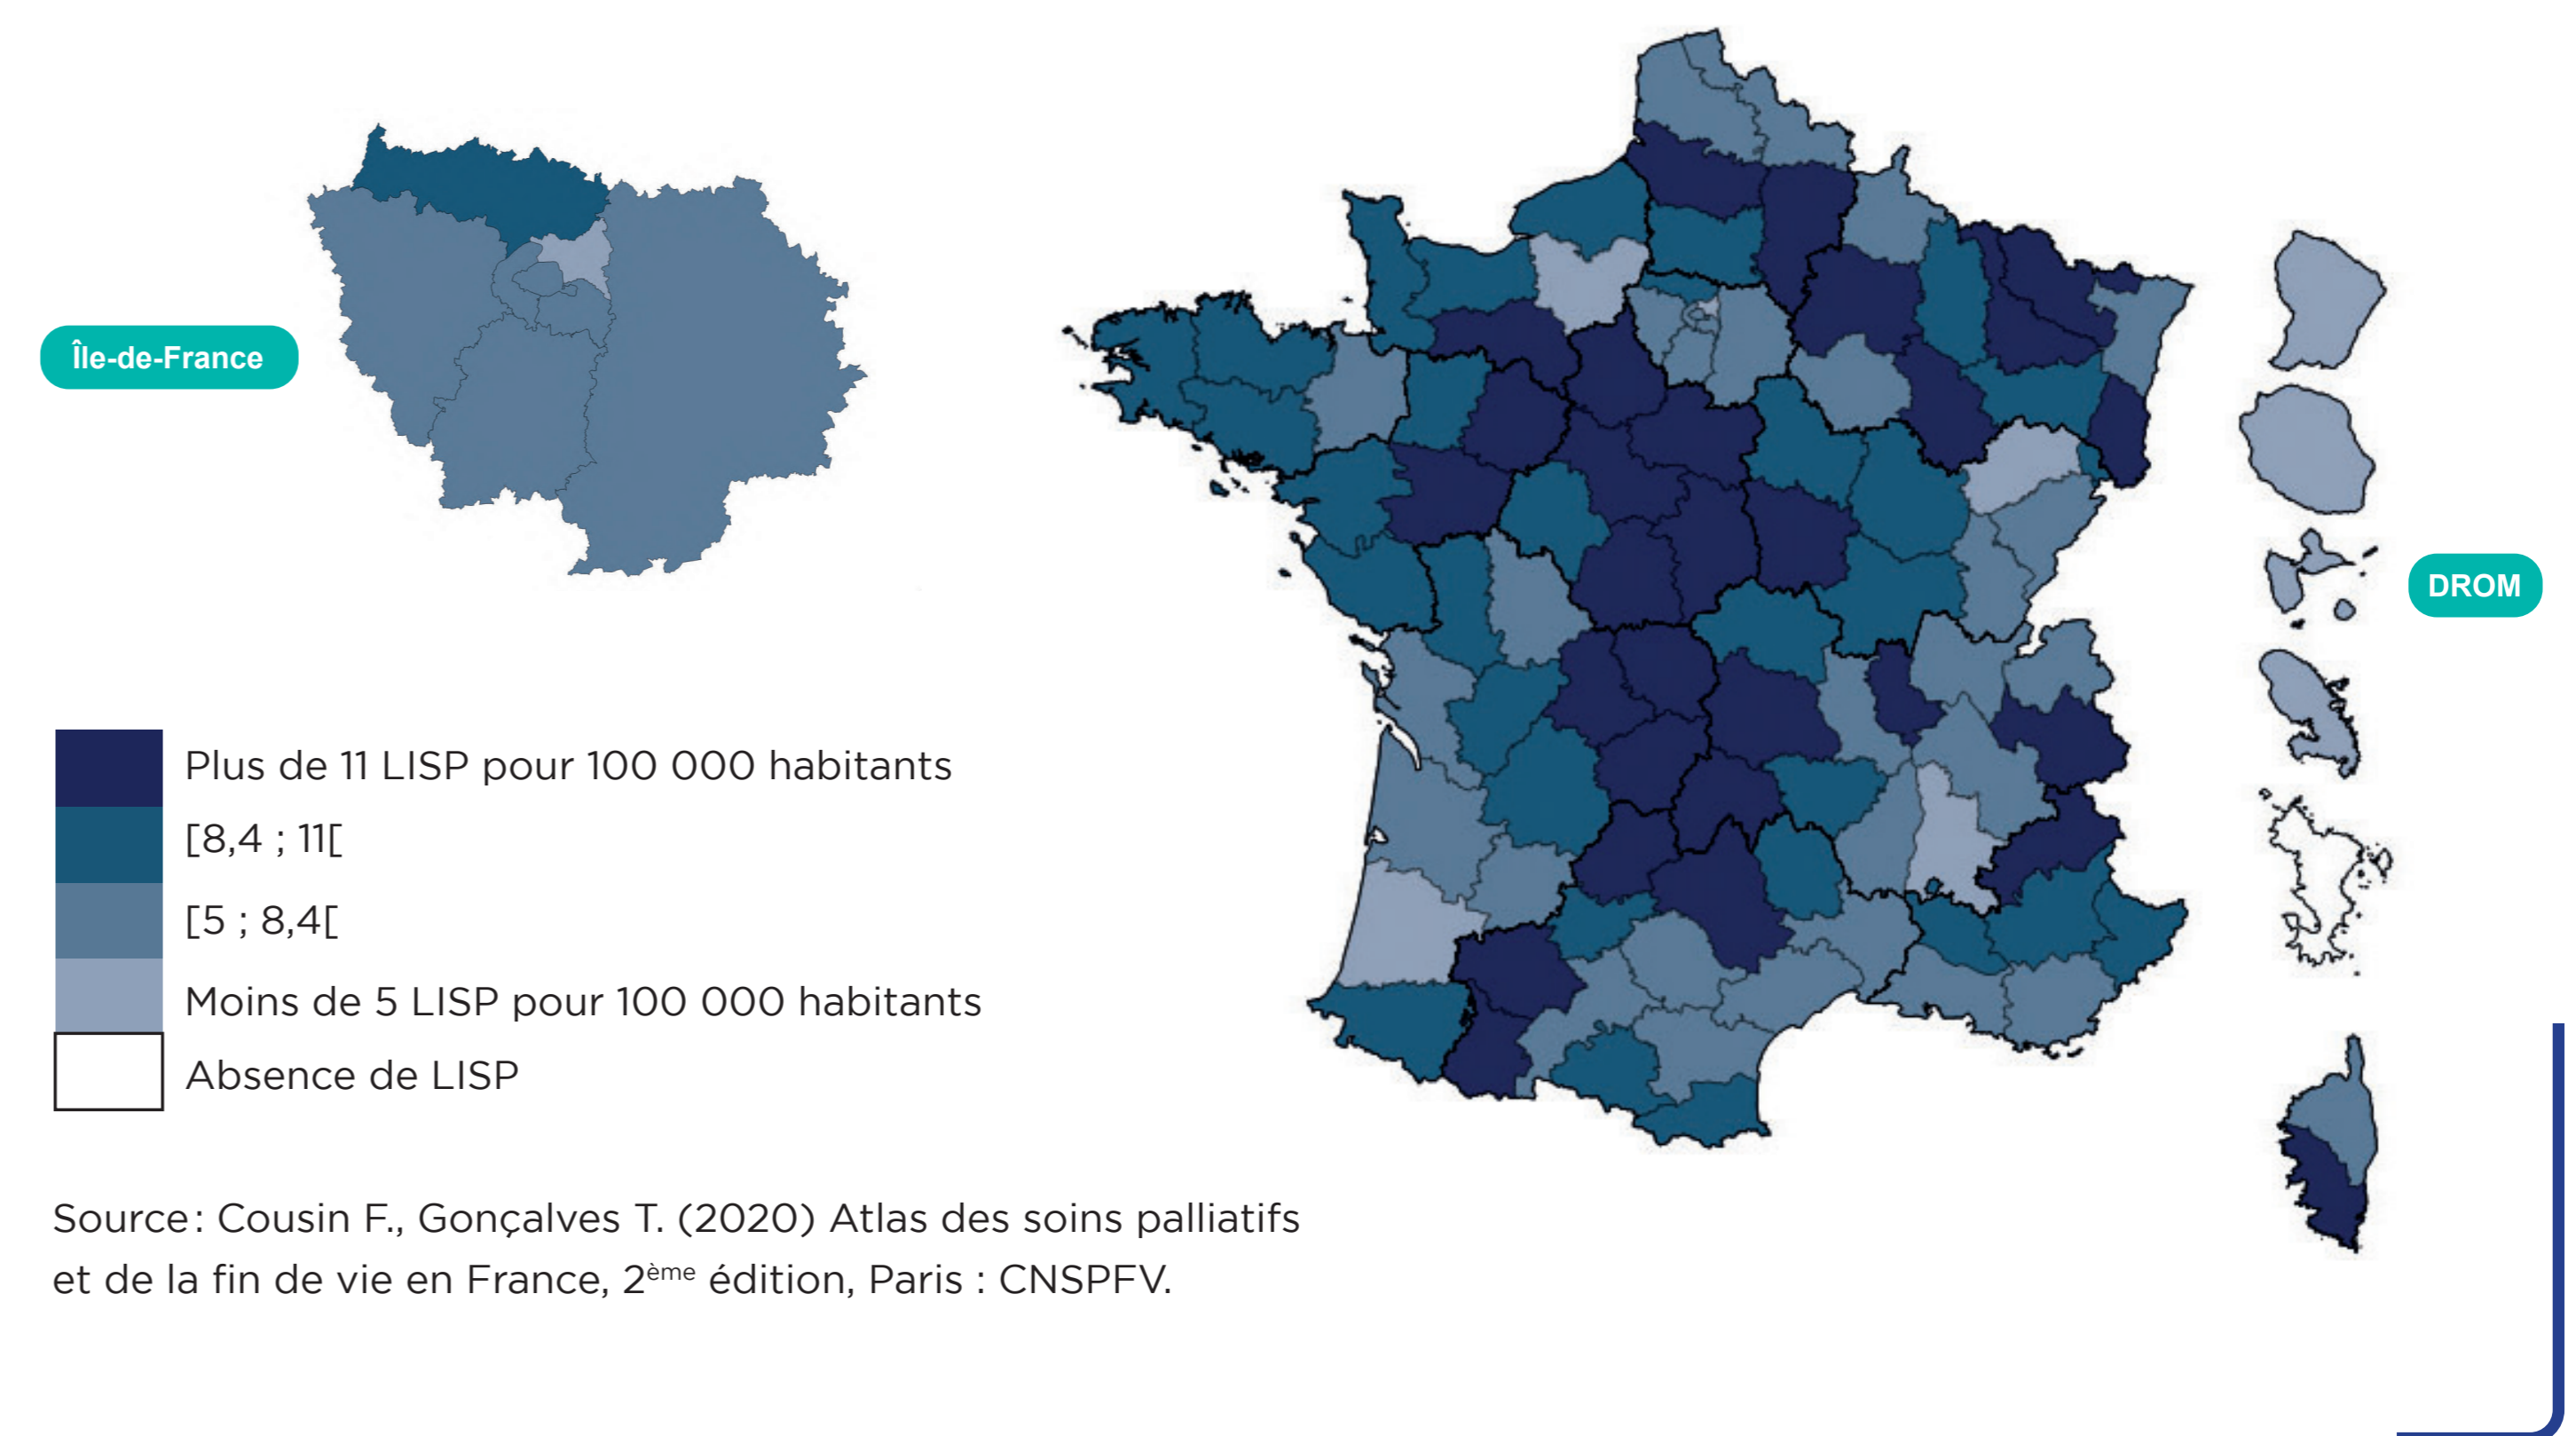 Île-de-France
DROM
Plus de 11 LISP pour 100 000 habitants
[8,4 ; 11[
[5 ; 8,4[
Moins de 5 LISP pour 100 000 habitants
Absence de LISP
Source : Cousin F., Gonçalves T. (2020) Atlas des soins palliatifs
et de la fin de vie en France, 2ème édition, Paris : CNSPFV.